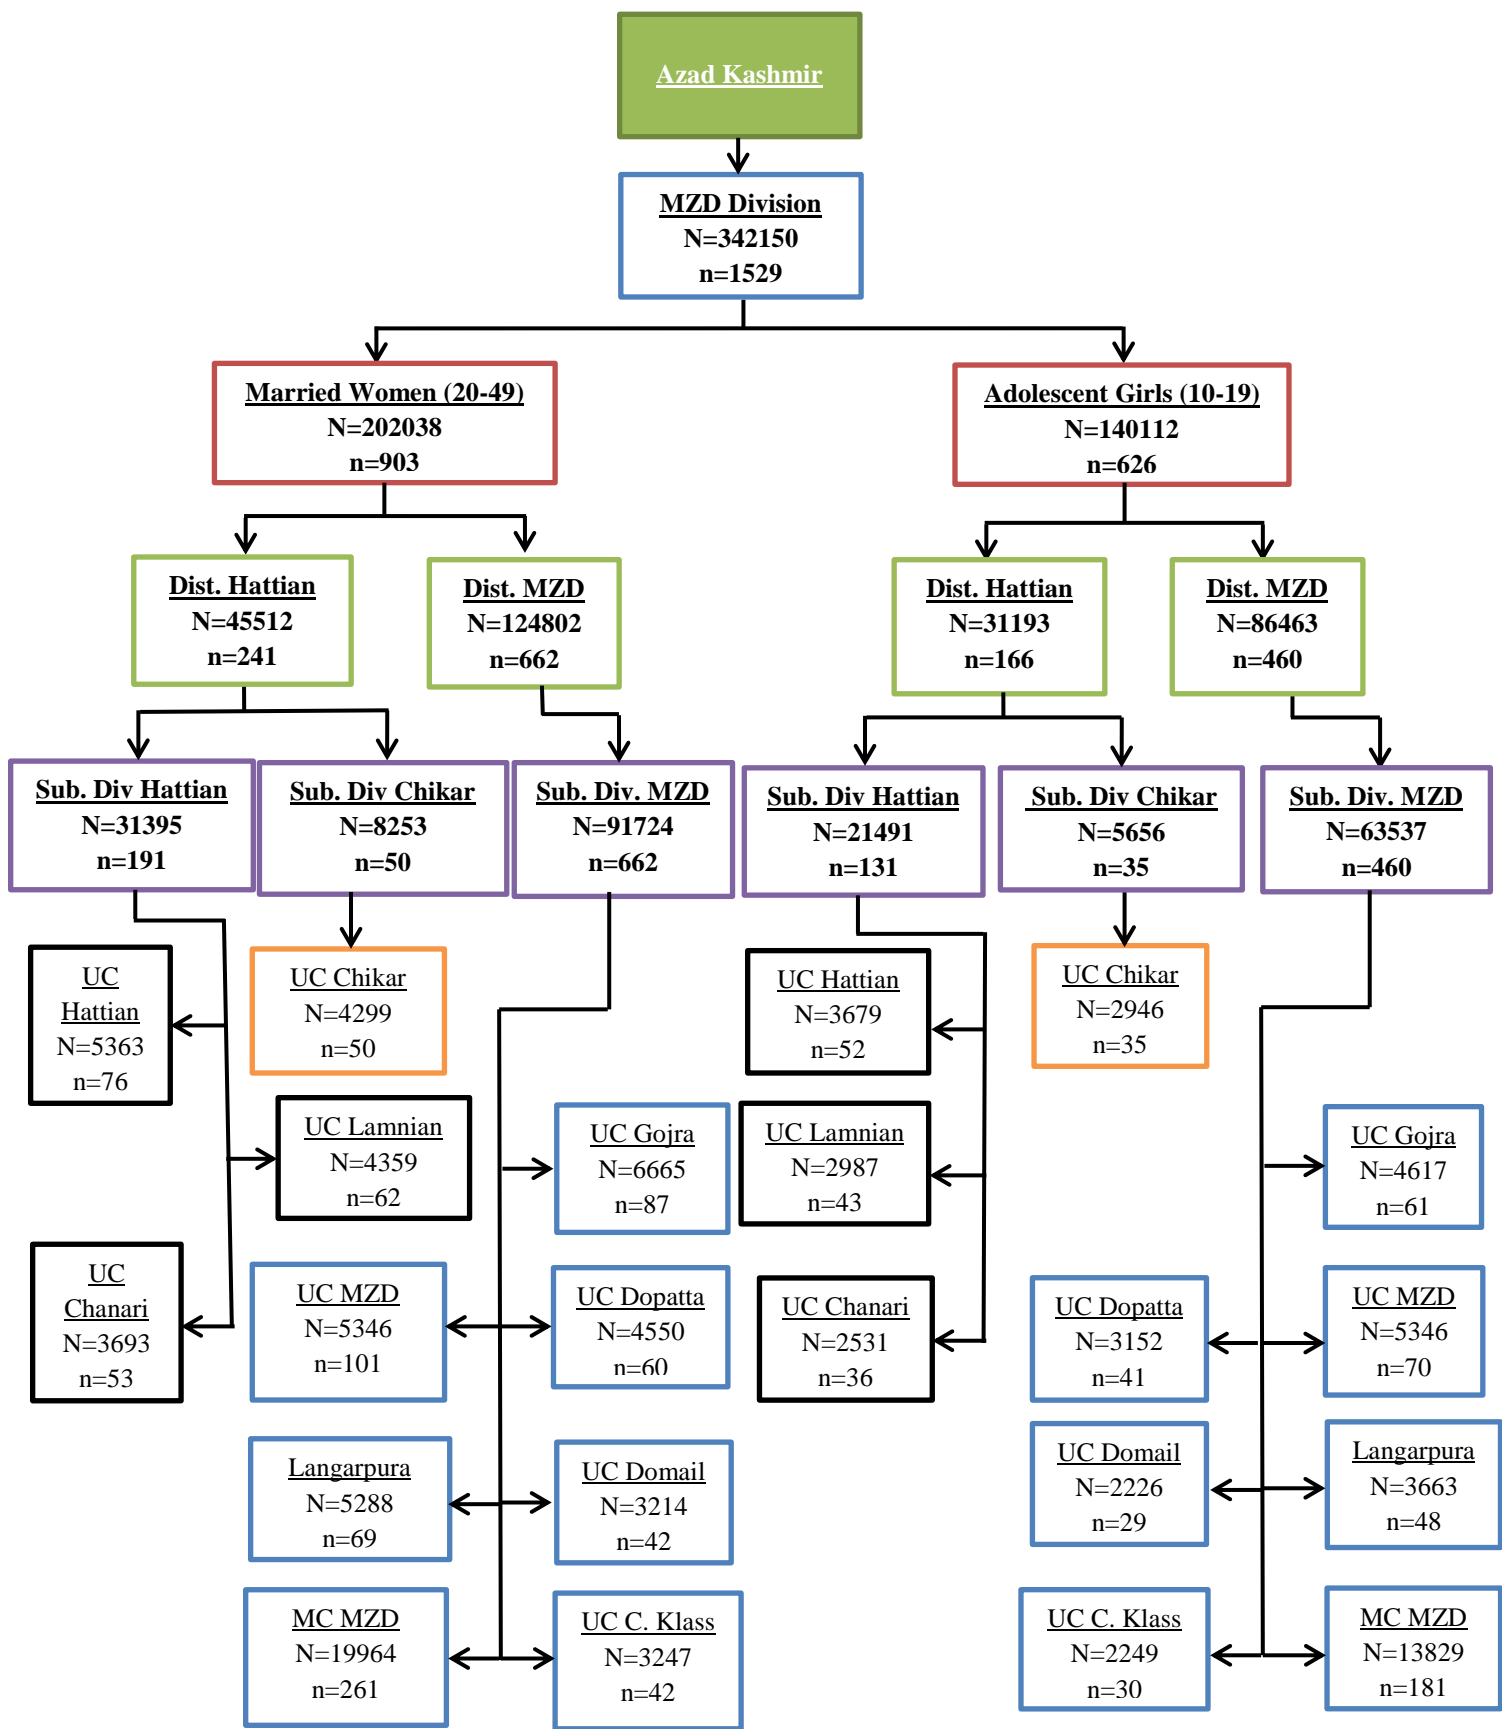 Azad Kashmir
MZD Division
N=342150
n=1529
Married Women (20-49)
N=202038
n=903
Adolescent Girls (10-19)
N=140112
n=626
Dist. Hattian
N=45512
n=241
Dist. MZD
N=124802
n=662
Dist. Hattian
N=31193
n=166
Dist. MZD
N=86463
n=460
Sub. Div Hattian
N=31395
n=191
Sub. Div Chikar
N=8253
n=50
Sub. Div. MZD
N=91724
n=662
Sub. Div Hattian
N=21491
n=131
Sub. Div Chikar
N=5656
n=35
Sub. Div. MZD
N=63537
n=460
UC
Hattian
N=5363
n=76
UC Chikar
N=4299
n=50
UC Hattian
N=3679
n=52
UC Chikar
N=2946
n=35
UC Lamnian
N=4359
n=62
UC Gojra
N=6665
n=87
UC Lamnian
N=2987
n=43
UC Gojra
N=4617
n=61
UC
Chanari
N=3693
n=53
UC MZD
N=5346
n=101
UC Dopatta
N=4550
n=60
UC Chanari
N=2531
n=36
UC Dopatta
N=3152
n=41
UC MZD
N=5346
n=70
Langarpura
N=5288
n=69
UC Domail
N=3214
n=42
UC Domail
N=2226
n=29
Langarpura
N=3663
n=48
MC MZD
N=19964
n=261
UC C. Klass
N=3247
n=42
UC C. Klass
N=2249
n=30
MC MZD
N=13829
n=181